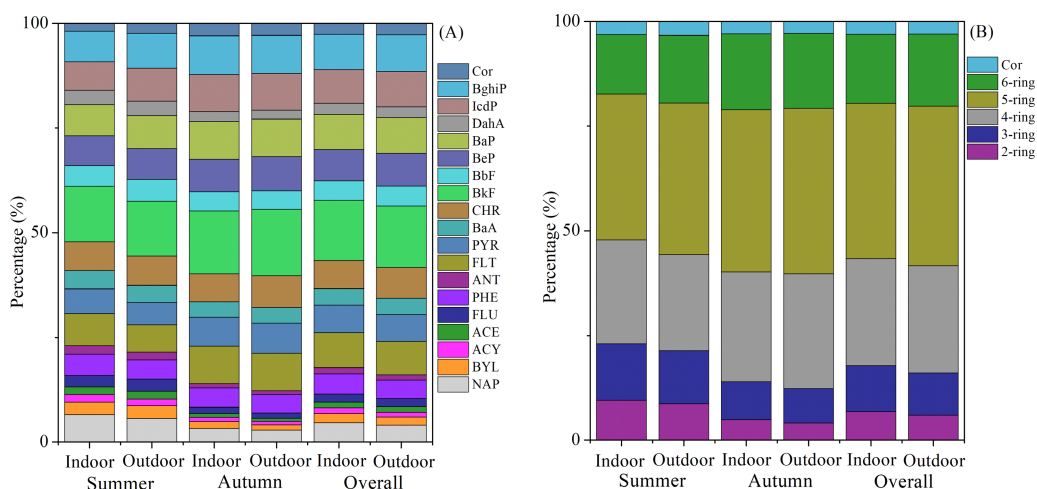 (A)
Percentage (%)
100
50
0
Indoor Outdoor Indoor Outdoor Indoor Outdoor
Summer Autumn Overall
Cor
BghiP
IcdP
DahA
BaP
BeP
BbF
BkF
CHR
BaA
PYR
FLT
ANT
PHE
FLU
ACE
ACY
BYL
NAP
(B)
Percentage (%)
100
50
0
Indoor Outdoor Indoor Outdoor Indoor Outdoor
Summer Autumn Overall
Cor
6-ring
5-ring
4-ring
3-ring
2-ring